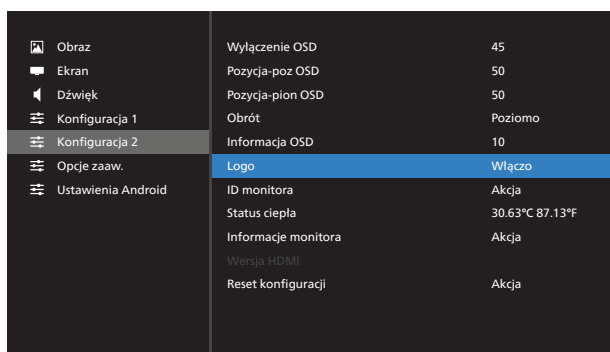 Obraz
Ekran
Dźwięk
Konfiguracja 1
Konfiguracja 2
Opcje zaaw.
Ustawienia Android
Wyłączenie OSD 45
Pozycja-poz OSD 50
Pozycja-pion OSD 50
Obrót Poziomo
Informacja OSD 10
Logo Włączo
ID monitora Akcja
Status ciepła 30.63°C 87.13°F
Informacje monitora Akcja
Wersja HDMI
Reset konfiguracji Akcja